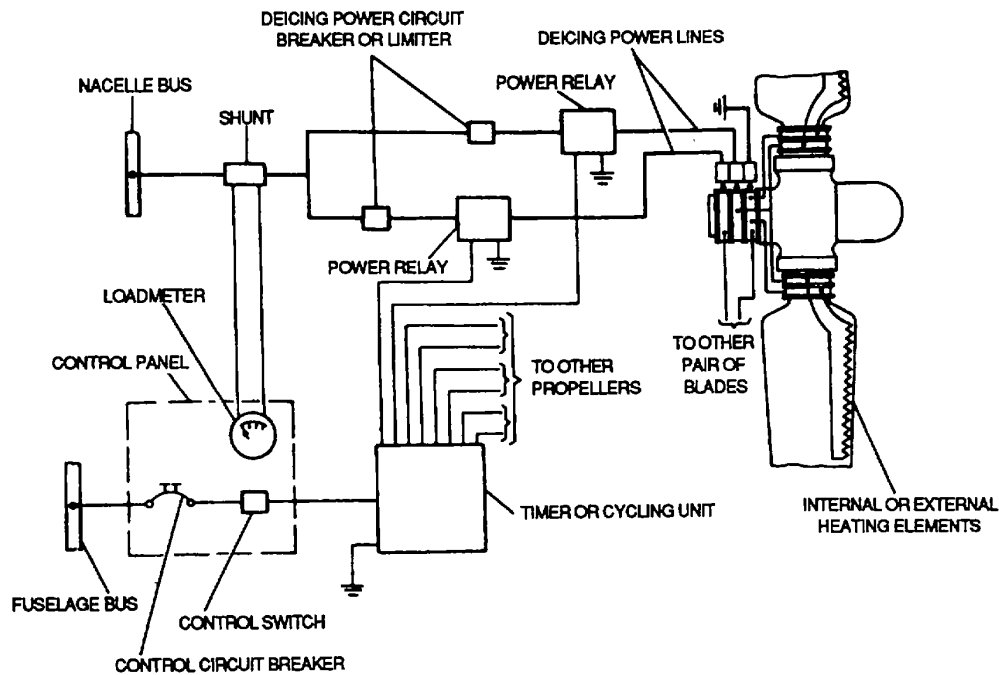 DEICING POWER CIRCUIT
BREAKER OR LIMITER
DEICING POWER LINES
NACELLE BUS
POWER RELAY
SHUNT
POWER RELAY
LOADMETER
CONTROL PANEL
TO OTHER
PROPELLERS
TO OTHER
PAIR OF
BLADES
TIMER OR CYCLING UNIT
INTERNAL OR EXTERNAL
HEATING ELEMENTS
FUSELAGE BUS
CONTROL SWITCH
CONTROL CIRCUIT BREAKER